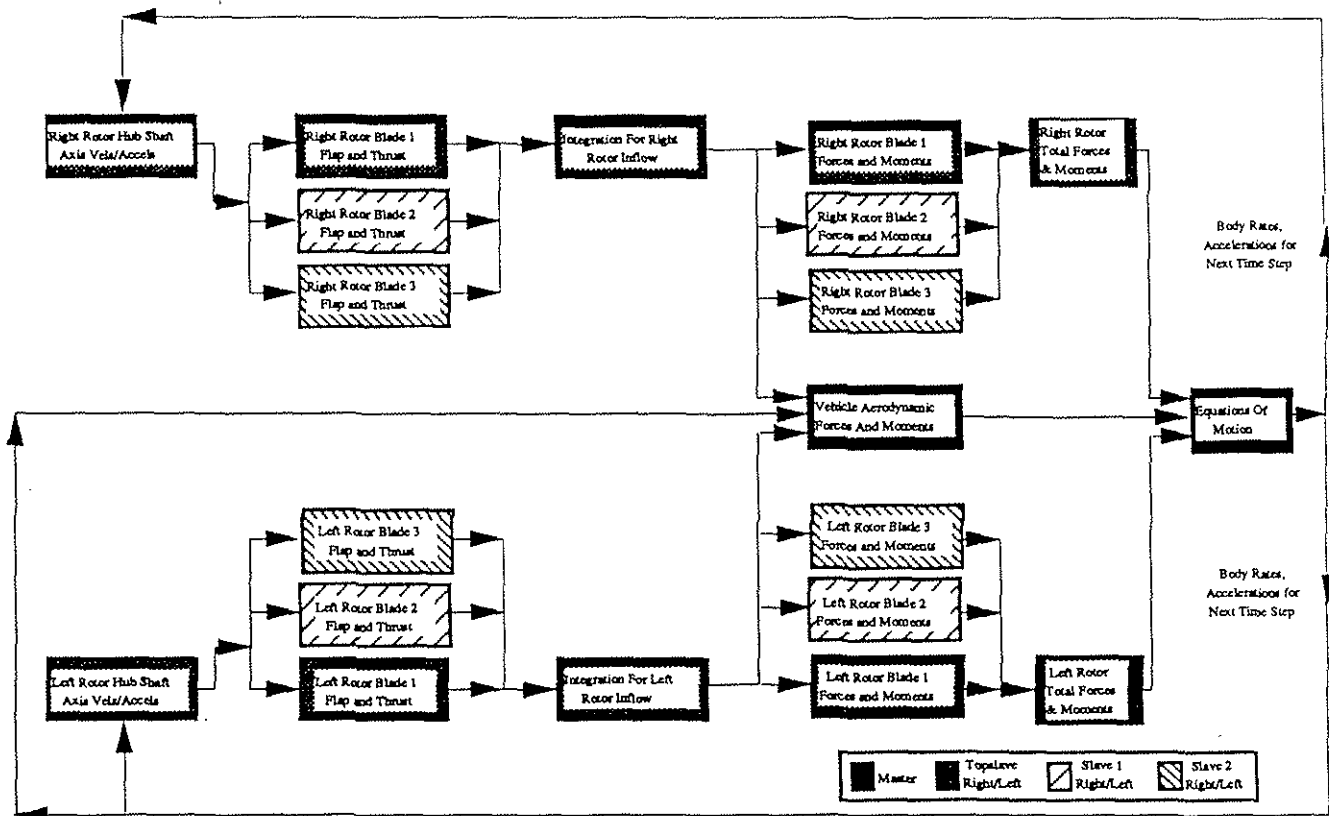 Right Rotor Hub Shaft
Axis Vels/Accels
Right Rotor Blade 1
Flap and Thrust
Right Rotor Blade 2
Flap and Thrust
Right Rotor Blade 3
Flap and Thrust
Integration For Right
Rotor Inflow
Right Rotor Blade 1
Forces and Moments
Right Rotor Blade 2
Forces and Moments
Right Rotor Blade 3
Forces and Moments
Right Rotor
Total Forces
& Moments
Body Rates,
Accelerations for
Next Time Step
Vehicle Aerodynamic
Forces And Moments
Equations Of
Motion
Left Rotor Blade 3
Flap and Thrust
Left Rotor Blade 2
Flap and Thrust
Left Rotor Hub Shaft
Axis Vels/Accels
Left Rotor Blade 1
Flap and Thrust
Integration For Left
Rotor Inflow
Left Rotor Blade 3
Forces and Moments
Left Rotor Blade 2
Forces and Moments
Left Rotor Blade 1
Forces and Moments
Left Rotor
Total Forces
& Moments
Body Rates,
Accelerations for
Next Time Step
Master
Topslave
Right/Left
Slave 1
Right/Left
Slave 2
Right/Left